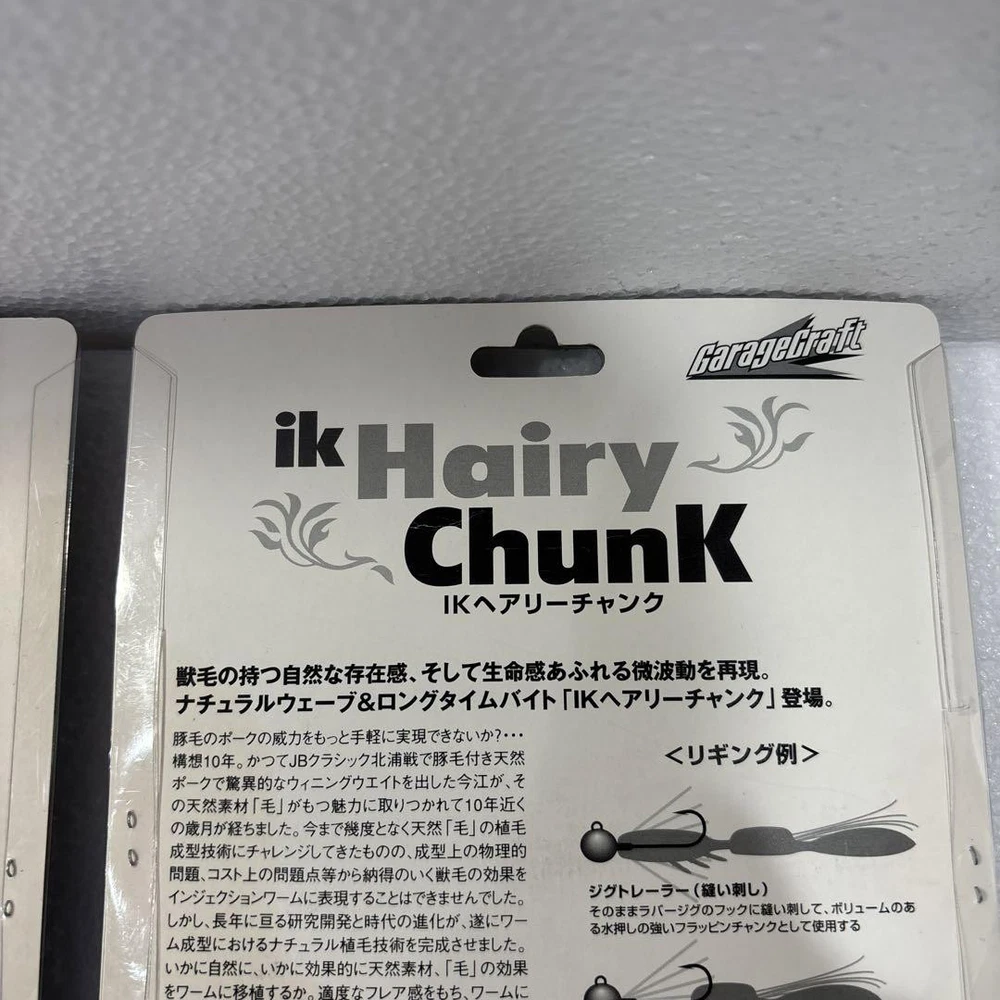 GarageCraft
ik Hairy
ChunK
IKヘアリーチャンク
獣毛の持つ自然な存在感、そして生命感あふれる微波動を再現。
ナチュラルウェーブ&ロングタイムバイト「IKヘアリーチャンク」登場。
豚毛のポークの威力をもっと手軽に実現できないか?･･･
構想10年。かつてJBクラシック北浦戦で豚毛付き天然
ポークで驚異的なウィニングウエイトを出した今江が、そ
の天然素材「毛」がもつ魅力に取りつかれて10年近く
の歳月が経ちました。今まで幾度となく天然「毛」の植毛
成型技術にチャレンジしてきたものの、成型上の物理的
問題、コスト上の問題点等から納得のいく獣毛の効果を
インジェクションワームに表現することはできませんでした。
しかし、長年に亘る研究開発と時代の進化が、遂にワー
ム成型におけるナチュラル植毛技術を完成させました。
いかに自然に、いかに効果的に天然素材、「毛」の効果
をワームに移植するか。適度なフレア感をもち、ワームに
<リギング例>
ジグトレーラー(縫い刺し)
そのままラバージグのフックに縫い刺して、ボリュームのあ
る水押しの強いフラッピンチャンクとして使用する